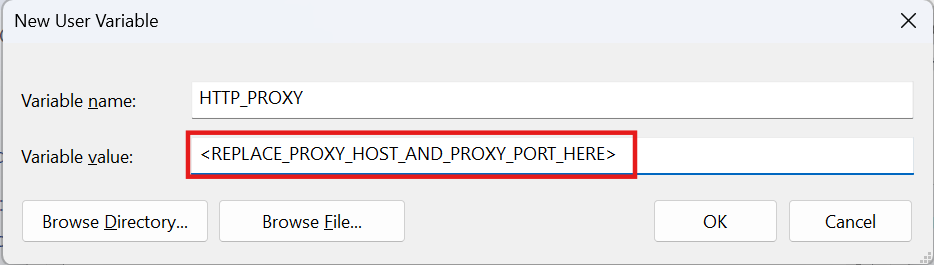 New User Variable
Variable name: HTTP_PROXY
Variable value: <REPLACE_PROXY_HOST_AND_PROXY_PORT_HERE>
Browse Directory... Browse File... OK Cancel